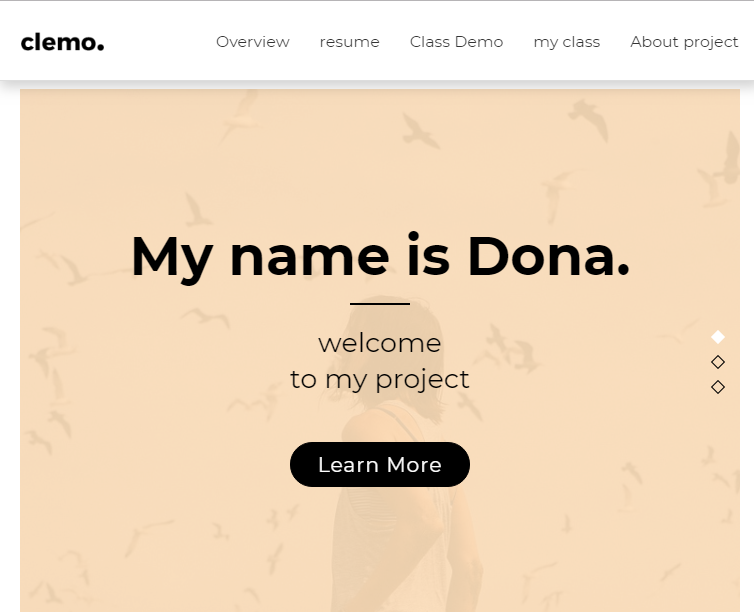 clemo.
Overview resume Class Demo my class About project
My name is Dona.
welcome
to my project
Learn More